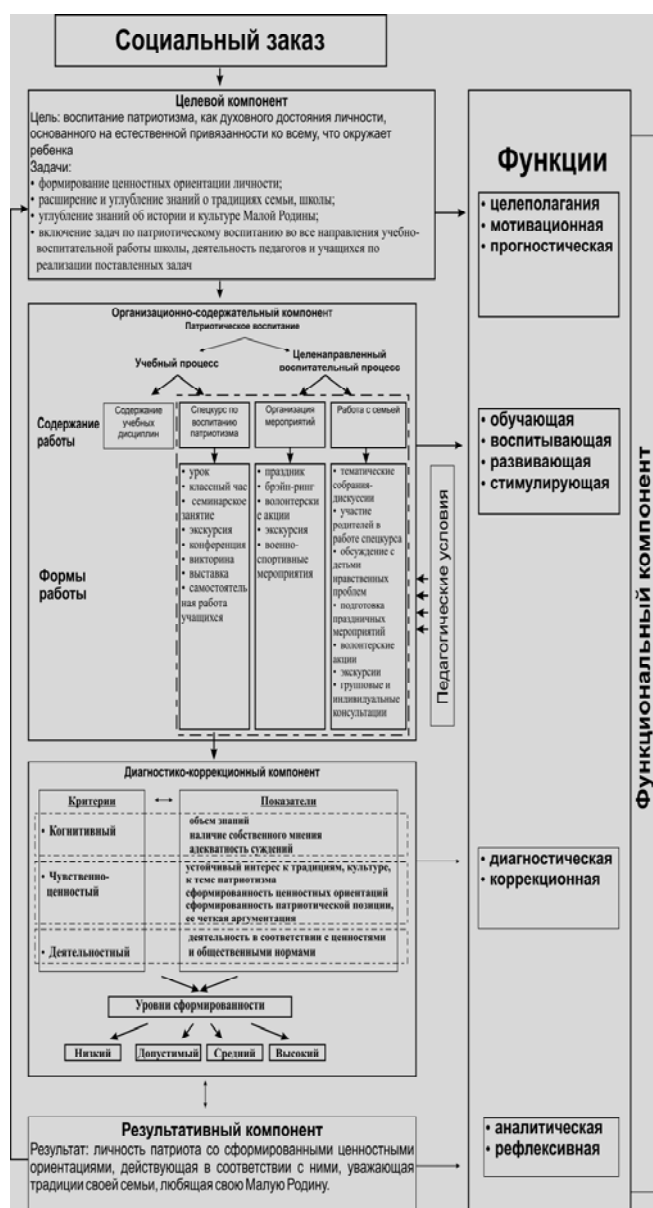 Социальный заказ
Целевой компонент
Цель: воспитание патриотизма, как духовного достояния личности,
основанного на естественной привязанности ко всему, что окружает
ребенка
Задачи:
• формирование ценностных ориентации личности;
• расширение и углубление знаний о традициях семьи, школы;
• углубление знаний об истории и культуре Малой Родины;
• включение задач по патриотическому воспитанию во все направления учебно-
воспитательной работы школы, деятельность педагогов и учащихся по
реализации поставленных задач
Функции
• целеполагания
• мотивационная
• прогностическая
Организационно-содержательный компонент
Патриотическое воспитание
Учебный процесс
Целенаправленный
воспитательный процесс
Содержание
работы
Содержание
учебных
дисциплин
Спецкурс по
воспитанию
патриотизма
Организация
мероприятий
Работа с семьей
• обучающая
• воспитывающая
• развивающая
• стимулирующая
Формы
работы
• урок
• классный час
• семинарское
занятие
• экскурсия
• конференция
• викторина
• выставка
• самостоятель
ная работа
учащихся
• праздник
• брэйн-ринг
• волонтерски
е акции
• экскурсия
• военно-
спортивные
мероприятия
• тематические
собрания-
дискуссии
• участие
родителей в
работе спецкурса
• обсуждение с
детьми
нравственных
проблем
• подготовка
праздничных
мероприятий
• волонтерские
акции
• экскурсии
• групповые и
индивидуальные
консультации
Педагогические условия
Функциональный компонент
Диагностико-коррекционный компонент
Критерии
Показатели
• Когнитивный
объем знаний
наличие собственного мнения
адекватность суждений
• Чувственно-
ценностый
устойчивый интерес к традициям, культуре,
к теме патриотизма
сформированность ценностных ориентаций
сформированность патриотической позиции,
ее четкая аргументация
• Деятельностный
деятельность в соответствии с ценностями
и общественными нормами
• диагностическая
• коррекционная
Уровни сформированности
Низкий
Допустимый
Средний
Высокий
Результативный компонент
Результат: личность патриота со сформированными ценностными
ориентациями, действующая в соответствии с ними, уважающая
традиции своей семьи, любящая свою Малую Родину.
• аналитическая
• рефлексивная